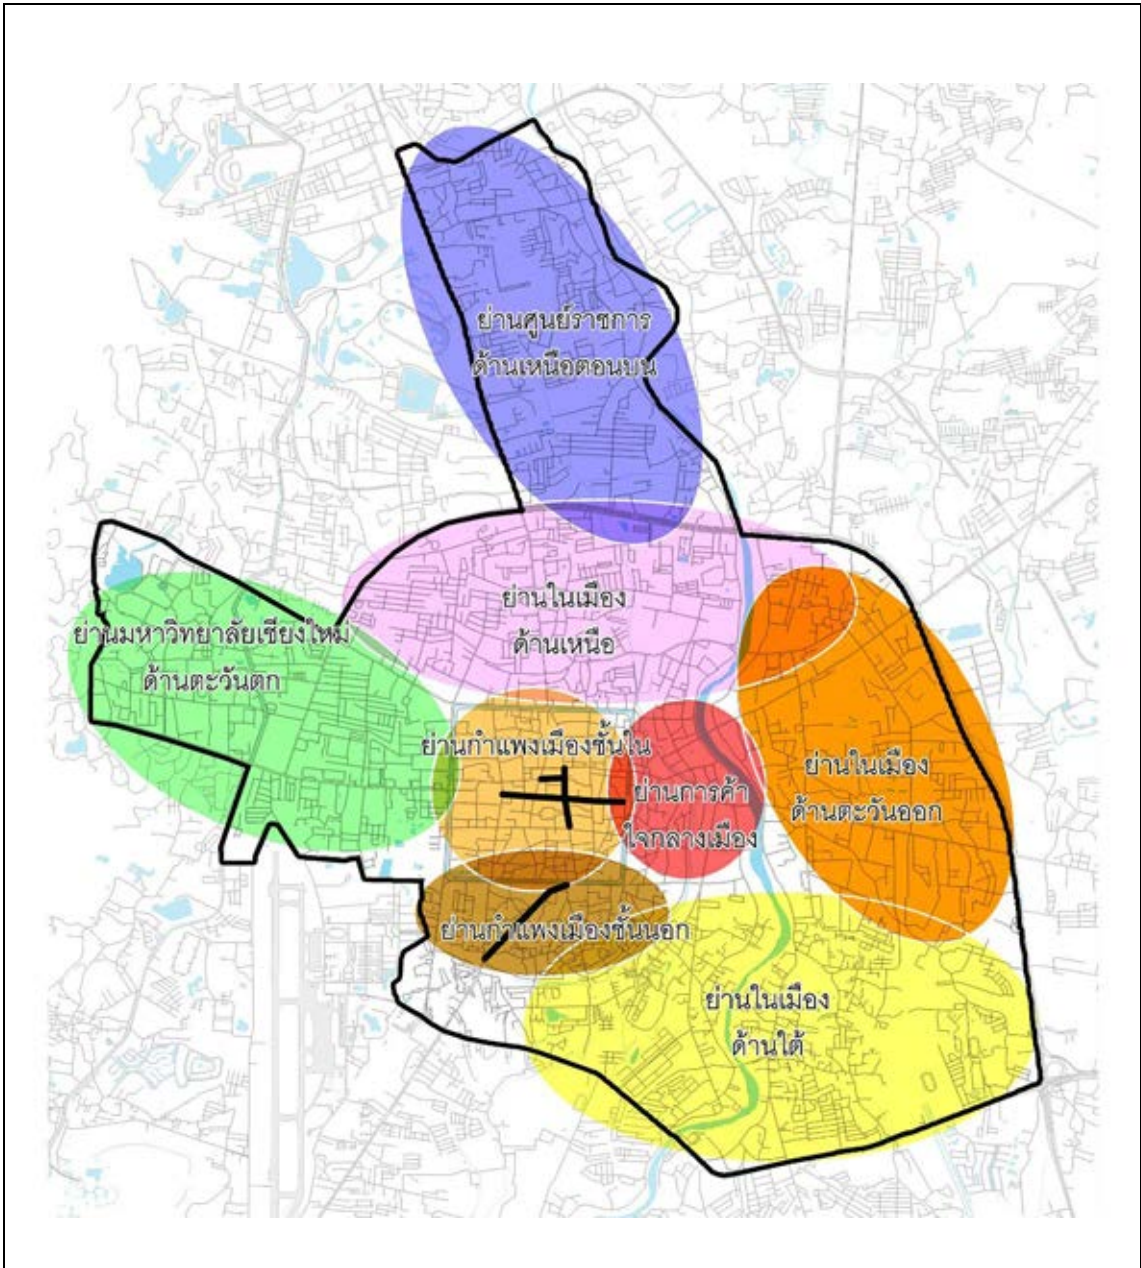 ย่านศูนย์ราชการ
ด้านเหนือตอนบน
ย่านในเมือง
ด้านเหนือ
ย่านมหาวิทยาลัยเชียงใหม่
ด้านตะวันตก
ย่านกำแพงเมืองชั้นใน
ย่านการค้า
ใจกลางเมือง
ย่านในเมือง
ด้านตะวันออก
ย่านกำแพงเมืองชั้นนอก
ย่านในเมือง
ด้านใต้